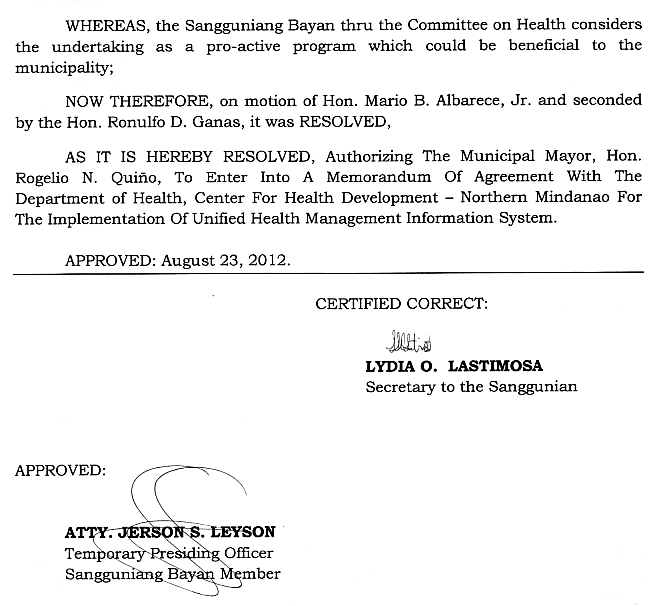 WHEREAS, the Sangguniang Bayan thru the Committee on Health considers
the undertaking as a pro-active program which could be beneficial to the
municipality;
NOW THEREFORE, on motion of Hon. Mario B. Albarece, Jr. and seconded
by the Hon. Ronulfo D. Ganas, it was RESOLVED,
AS IT IS HEREBY RESOLVED, Authorizing The Municipal Mayor, Hon.
Rogelio N. Quiño, To Enter Into A Memorandum Of Agreement With The
Department of Health, Center For Health Development – Northern Mindanao For
The Implementation Of Unified Health Management Information System.
APPROVED: August 23, 2012.
CERTIFIED CORRECT:
LYDIA O. LASTIMOSA
Secretary to the Sanggunian
APPROVED:
ATTY. JERSON S. LEYSON
Temporary Presiding Officer
Sangguniang Bayan Member